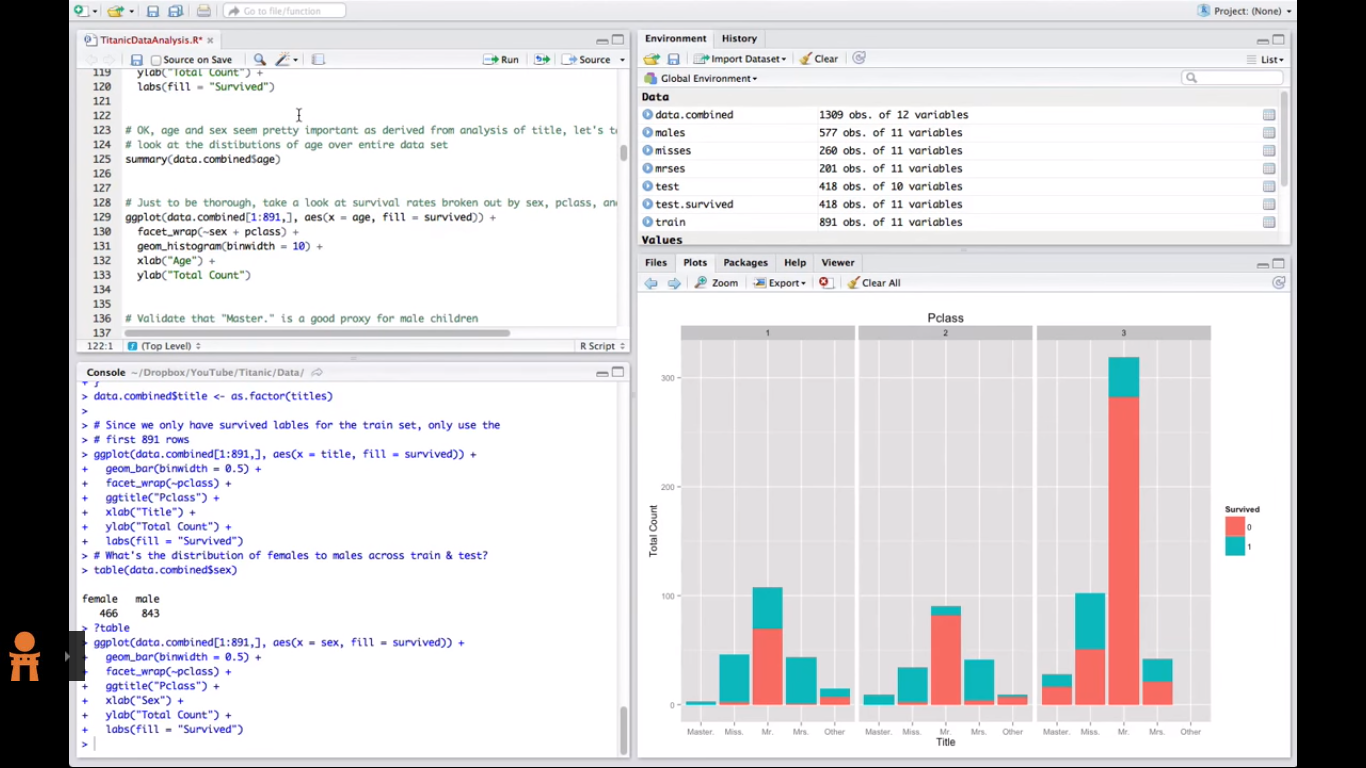 Go to file/function
Project: (None)
TitanicDataAnalysis.R*
Source on Save
Run
Source
119 ylab("Total Count") +
120 labs(fill = "Survived")
121
122
123 # OK, age and sex seem pretty important as derived from analysis of title, let's t
124 # look at the distibutions of age over entire data set
125 summary(data.combined$age)
126
127
128 # Just to be thorough, take a look at survival rates broken out by sex, pclass, an
129 ggplot(data.combined[1:891,], aes(x = age, fill = survived)) +
130 facet_wrap(~sex + pclass) +
131 geom_histogram(binwidth = 10) +
132 xlab("Age") +
133 ylab("Total Count")
134
135
136 # Validate that "Master." is a good proxy for male children
137
122:1 (Top Level) R Script
Console ~/Dropbox/YouTube/Titanic/Data/
+ }
> data.combined$title <- as.factor(titles)
>
> # Since we only have survived lables for the train set, only use the
> # first 891 rows
> ggplot(data.combined[1:891,], aes(x = title, fill = survived)) +
+ geom_bar(binwidth = 0.5) +
+ facet_wrap(~pclass) +
+ ggtitle("Pclass") +
+ xlab("Title") +
+ ylab("Total Count") +
+ labs(fill = "Survived")
> # What's the distribution of females to males across train & test?
> table(data.combined$sex)
female male
466 843
> ?table
> ggplot(data.combined[1:891,], aes(x = sex, fill = survived)) +
+ geom_bar(binwidth = 0.5) +
+ facet_wrap(~pclass) +
+ ggtitle("Pclass") +
+ xlab("Sex") +
+ ylab("Total Count") +
+ labs(fill = "Survived")
>
Environment History
Import Dataset Clear List
Global Environment
Data
data.combined 1309 obs. of 12 variables
males 577 obs. of 11 variables
misses 260 obs. of 11 variables
mrses 201 obs. of 11 variables
test 418 obs. of 10 variables
test.survived 418 obs. of 11 variables
train 891 obs. of 11 variables
Values
Files Plots Packages Help Viewer
Zoom Export Clear All
Pclass
1 2 3
300
200
100
0
Total Count
Master. Miss. Mr. Mrs. Other Master. Miss. Mr. Mrs. Other Master. Miss. Mr. Mrs. Other
Title
Survived
0
1